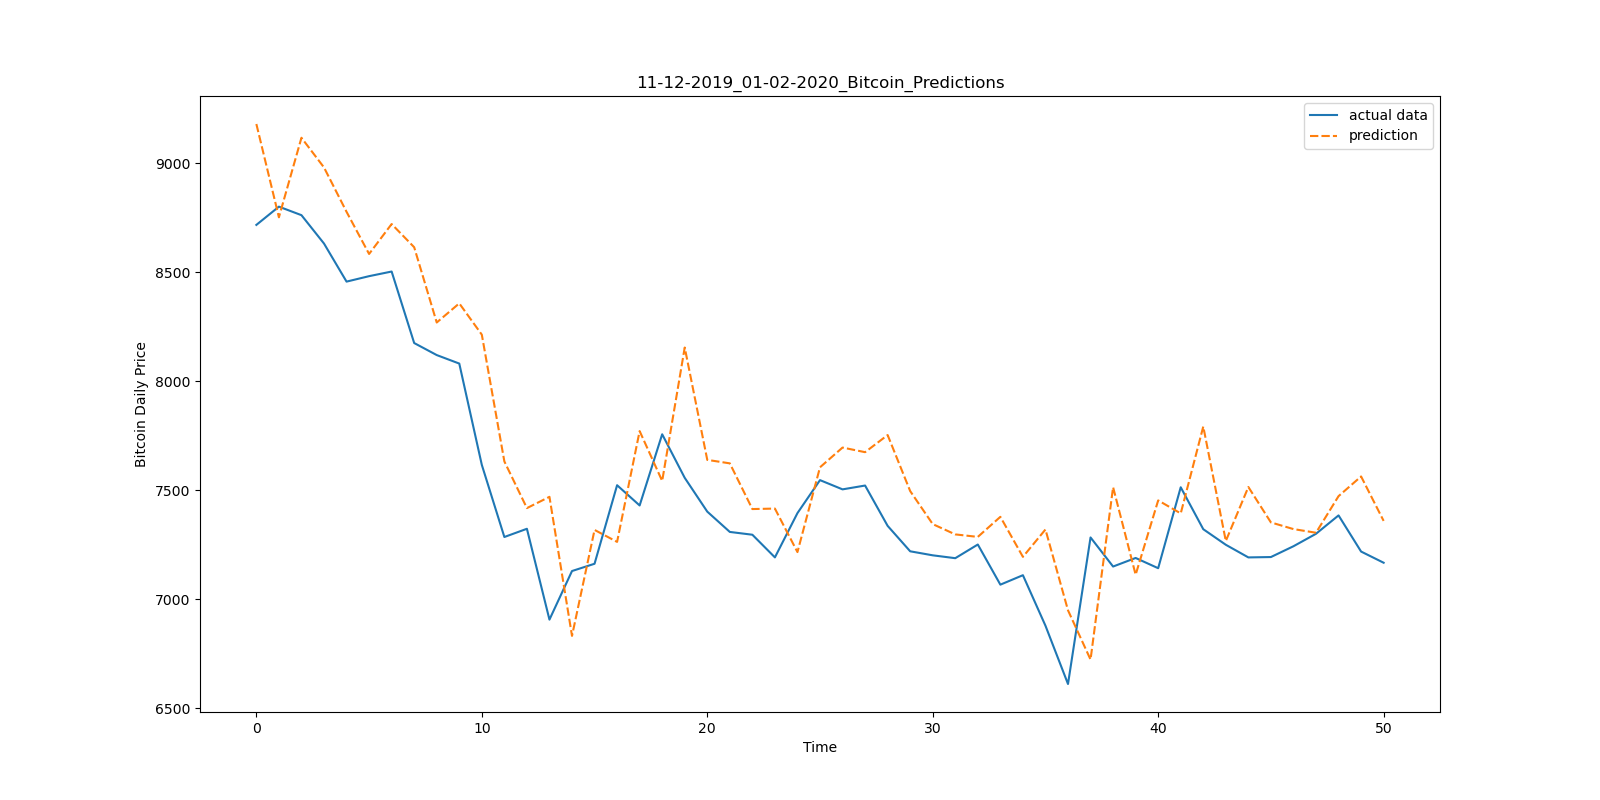 11-12-2019_01-02-2020_Bitcoin_Predictions
actual data
prediction
9000
8500
8000
7500
7000
6500
Bitcoin Daily Price
0 10 20 30 40 50
Time